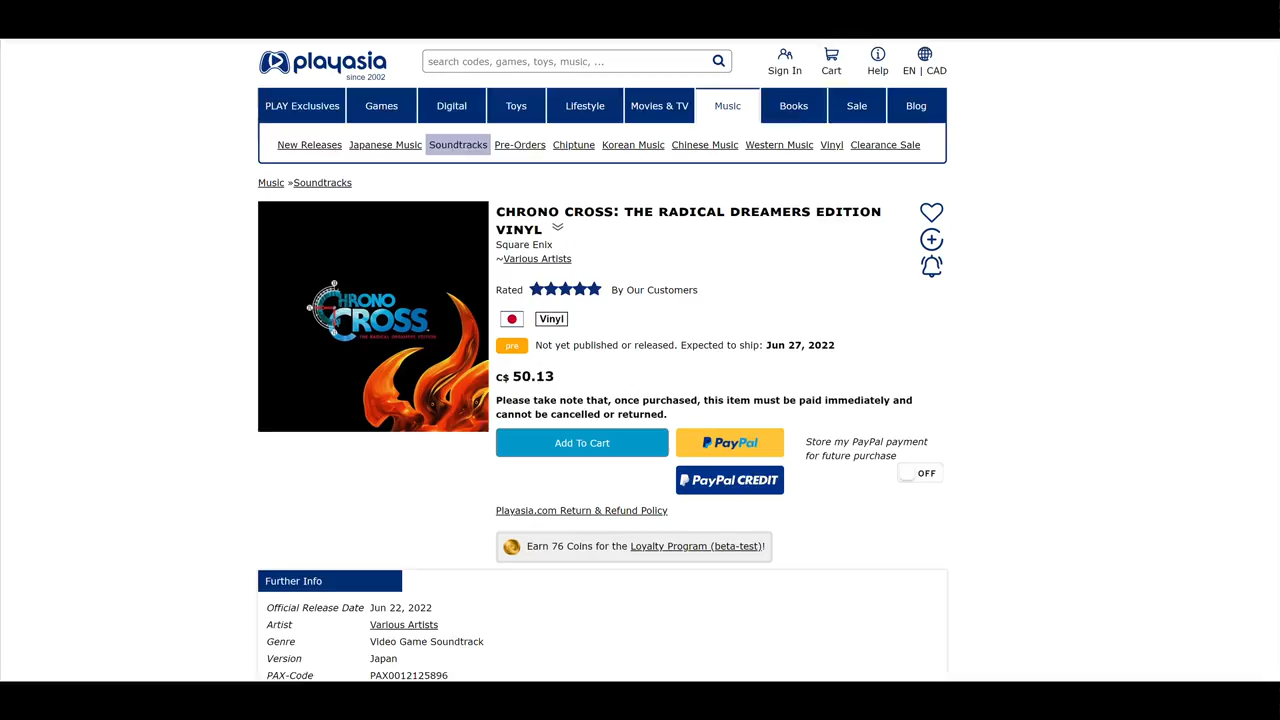 playasia
since 2002
search codes, games, toys, music, ...
Sign In
Cart
Help
EN | CAD
PLAY Exclusives
Games
Digital
Toys
Lifestyle
Movies & TV
Music
Books
Sale
Blog
New Releases
Japanese Music
Soundtracks
Pre-Orders
Chiptune
Korean Music
Chinese Music
Western Music
Vinyl
Clearance Sale
Music »Soundtracks
CHRONO CROSS: THE RADICAL DREAMERS EDITION
VINYL
Square Enix
~Various Artists
Rated
By Our Customers
Vinyl
pre
Not yet published or released. Expected to ship: Jun 27, 2022
C$ 50.13
Please take note that, once purchased, this item must be paid immediately and
cannot be cancelled or returned.
Add To Cart
PayPal
Store my PayPal payment
for future purchase
OFF
PayPal CREDIT
Playasia.com Return & Refund Policy
Earn 76 Coins for the Loyalty Program (beta-test)!
CHRONO
CROSS
THE RADICAL DREAMERS EDITION
Further Info
Official Release Date Jun 22, 2022
Artist Various Artists
Genre Video Game Soundtrack
Version Japan
PAX-Code PAX0012125896